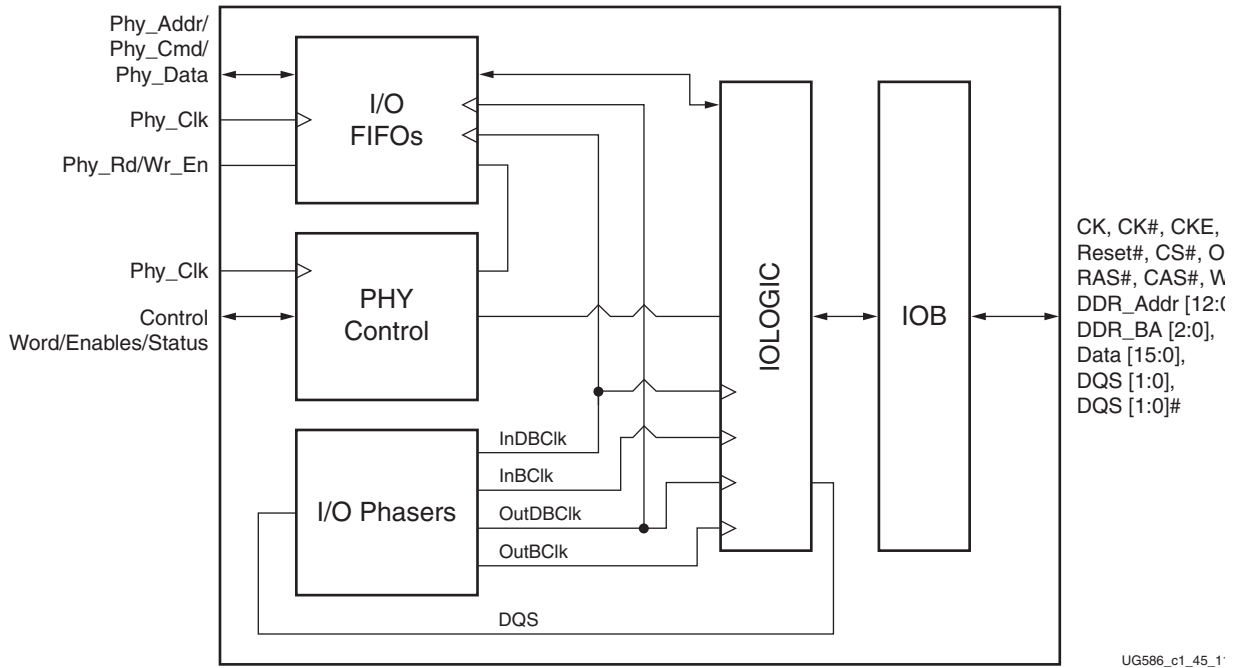 Phy_Addr/
Phy_Cmd/
Phy_Data
Phy_Clk
Phy_Rd/Wr_En
I/O
FIFOs
Phy_Clk
Control
Word/Enables/Status
PHY
Control
I/O Phasers
InDBClk
InBClk
OutDBClk
OutBClk
DQS
IOLOGIC
IOB
CK, CK#, CKE,
Reset#, CS#,
RAS#, CAS#,
DDR_Addr
DDR_BA [2:0],
Data [15:0],
DQS [1:0],
DQS [1:0]#